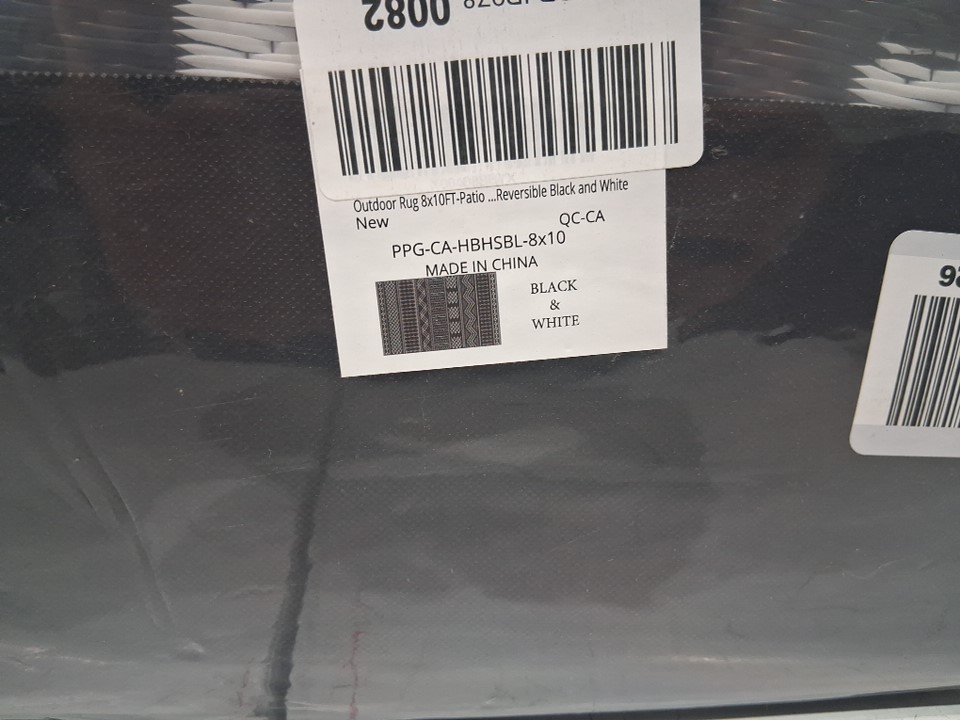 0082
Outdoor Rug 8x10FT-Patio ...Reversible Black and White
New QC-CA
PPG-CA-HBHSBL-8x10
MADE IN CHINA
BLACK
&
WHITE